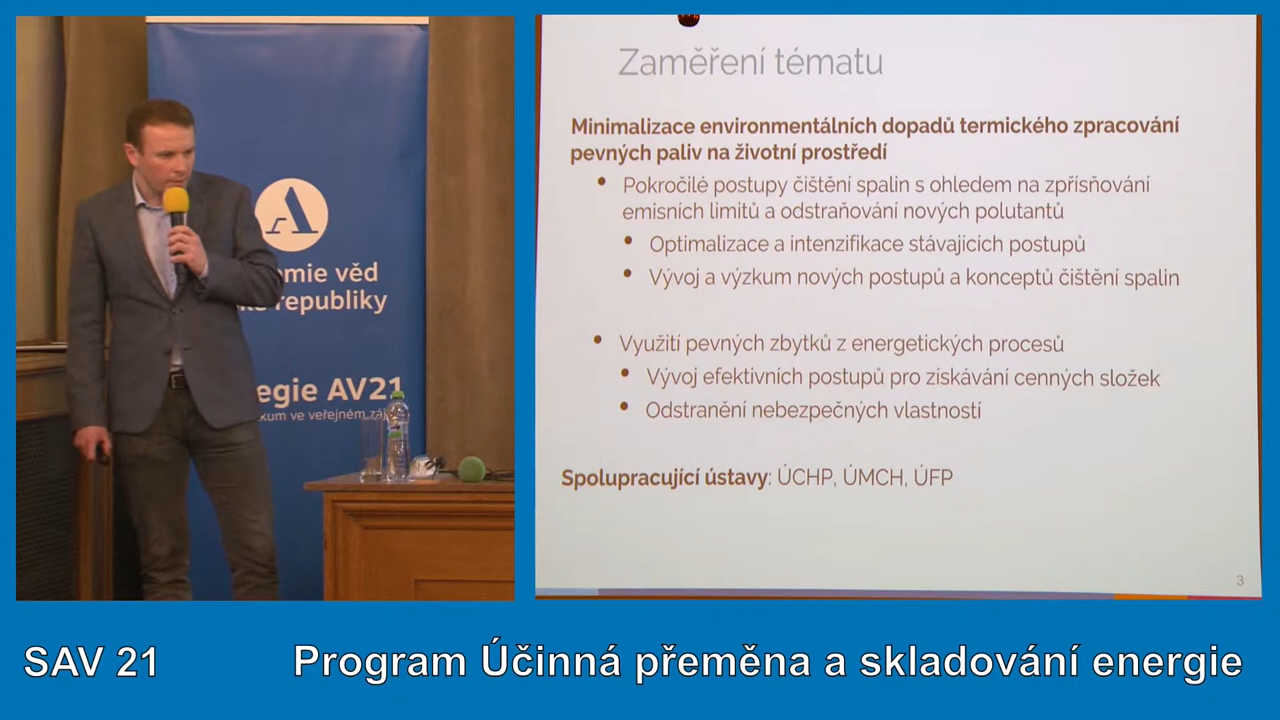 mie věd
republiky
egie AV21
kum ve veřejném
Zaměření tématu
Minimalizace environmentálních dopadů termického zpracování
pevných paliv na životní prostředí
• Pokročilé postupy čištění spalin s ohledem na zpřísňování
emisních limitů a odstraňování nových polutantů
• Optimalizace a intenzifikace stávajících postupů
• Vývoj a výzkum nových postupů a konceptů čištění spalin
• Využití pevných zbytků z energetických procesů
• Vývoj efektivních postupů pro získávání cenných složek
• Odstranění nebezpečných vlastností
Spolupracující ústavy: ÚCHP, ÚMCH, ÚFP
3
SAV 21
Program Účinná přeměna a skladování energie